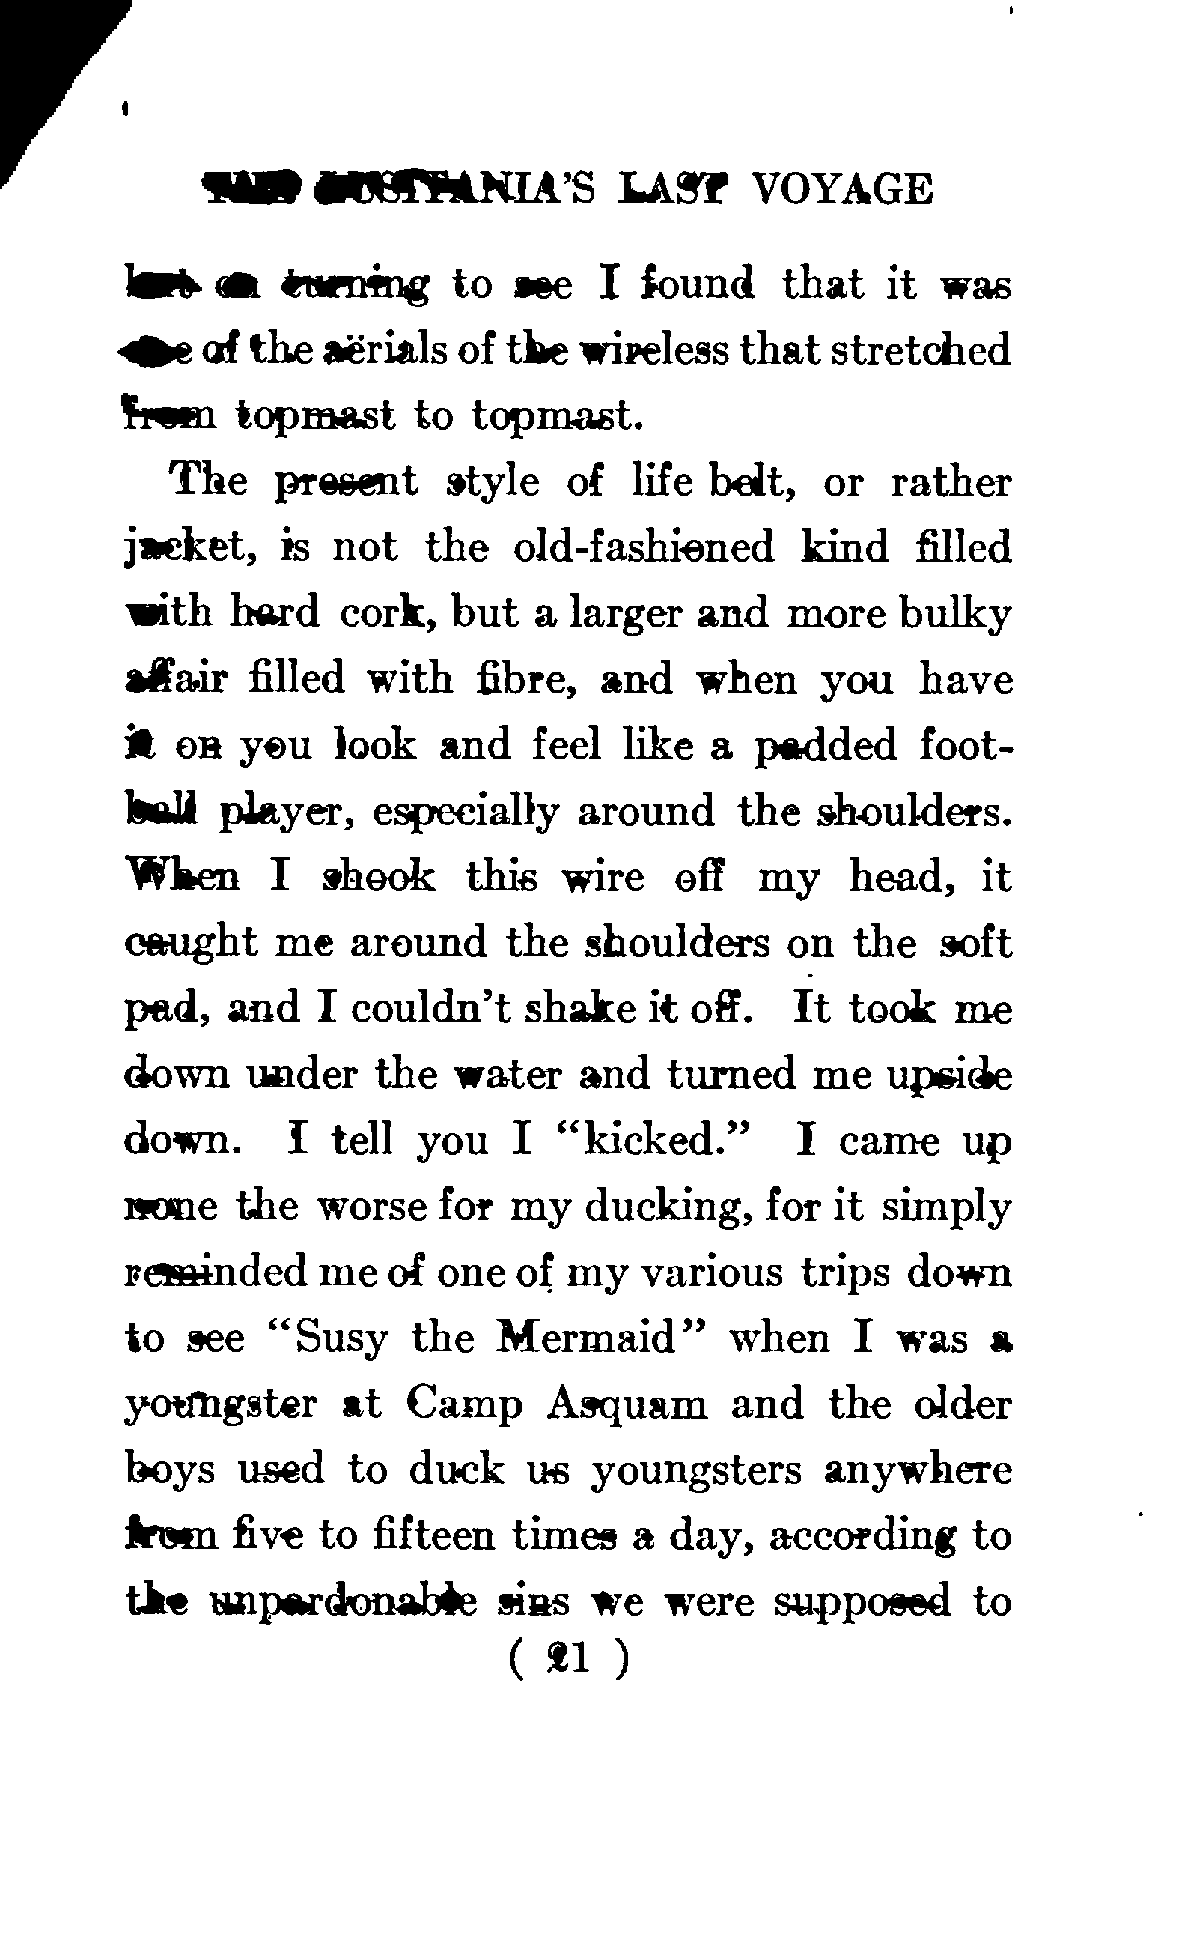 THE LUSITANIA'S LAST VOYAGE
but on turning to see I found that it was
one of the aërials of the wireless that stretched
from topmast to topmast.
The present style of life belt, or rather
jacket, is not the old-fashioned kind filled
with hard cork, but a larger and more bulky
affair filled with fibre, and when you have
it on you look and feel like a padded foot-
ball player, especially around the shoulders.
When I shook this wire off my head, it
caught me around the shoulders on the soft
pad, and I couldn't shake it off. It took me
down under the water and turned me upside
down. I tell you I “kicked.” I came up
none the worse for my ducking, for it simply
reminded me of one of my various trips down
to see “Susy the Mermaid” when I was a
youngster at Camp Asquam and the older
boys used to duck us youngsters anywhere
from five to fifteen times a day, according to
the unpardonable sins we were supposed to
( 21 )